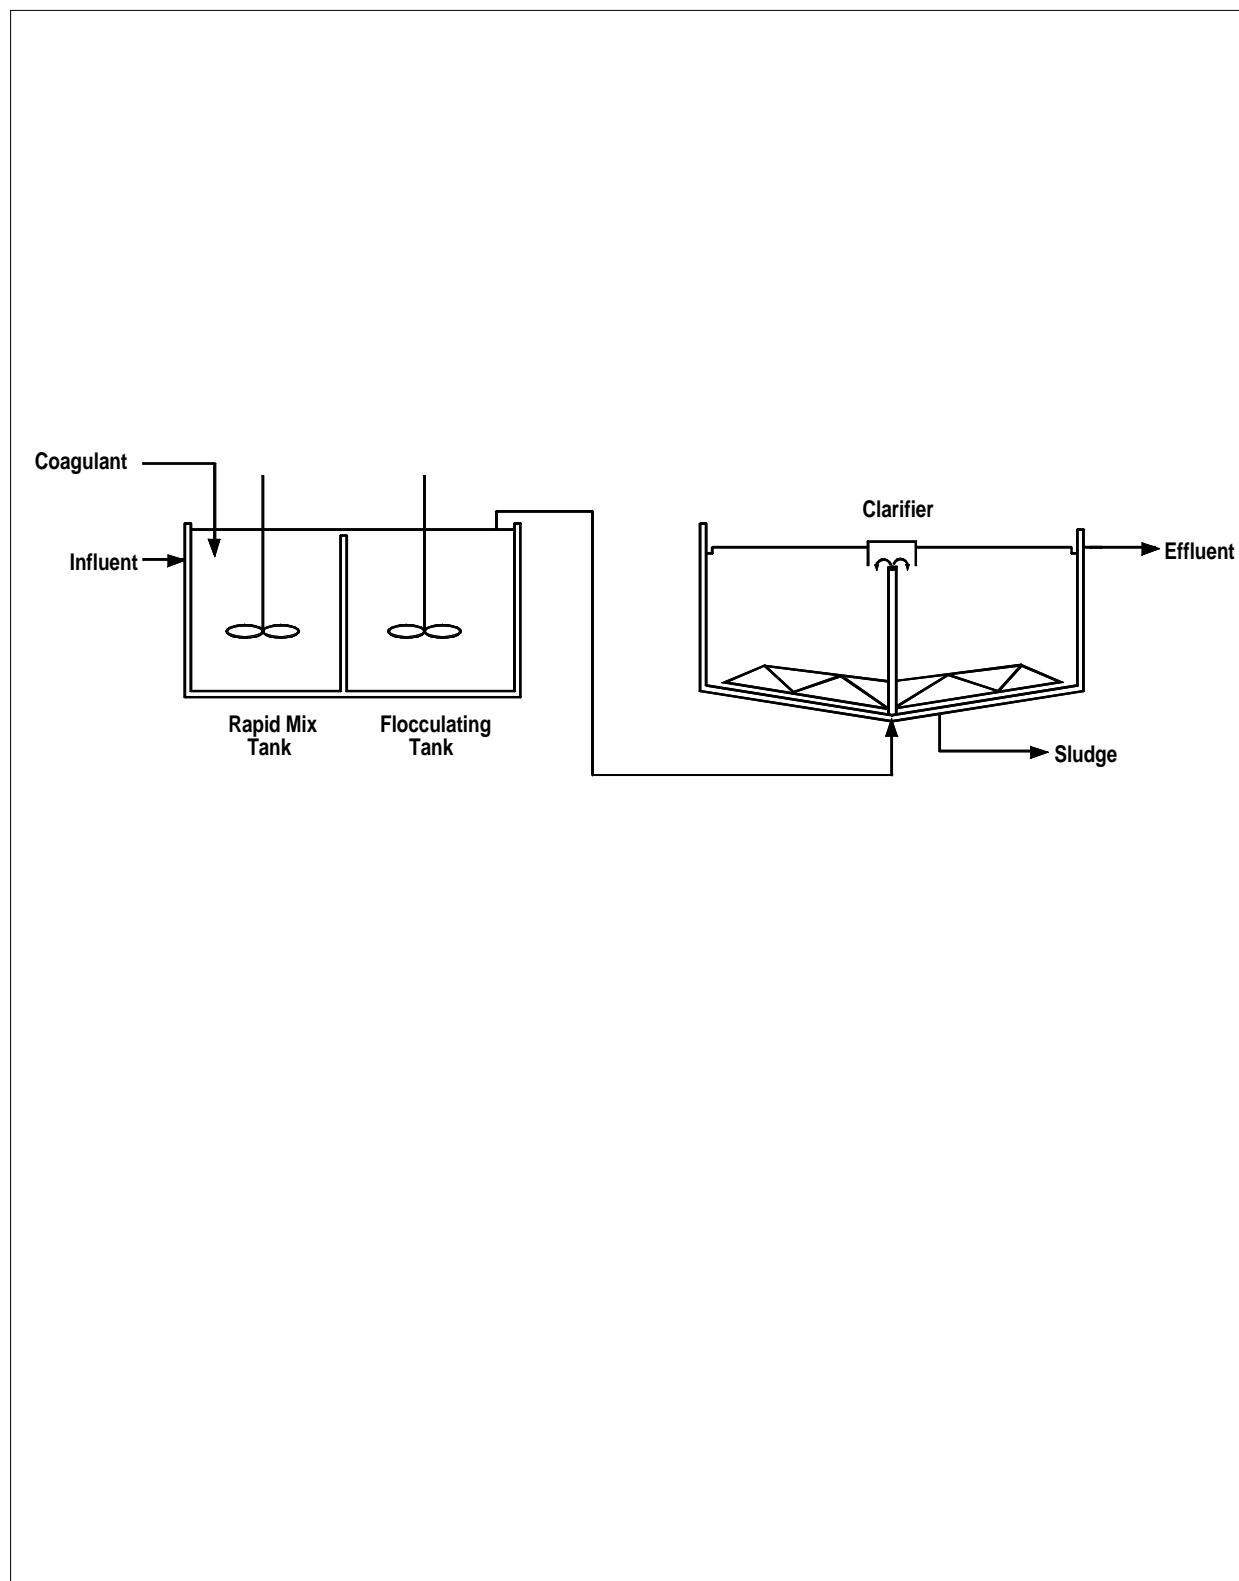 Coagulant
Influent
Rapid Mix
Tank
Flocculating
Tank
Clarifier
Effluent
Sludge